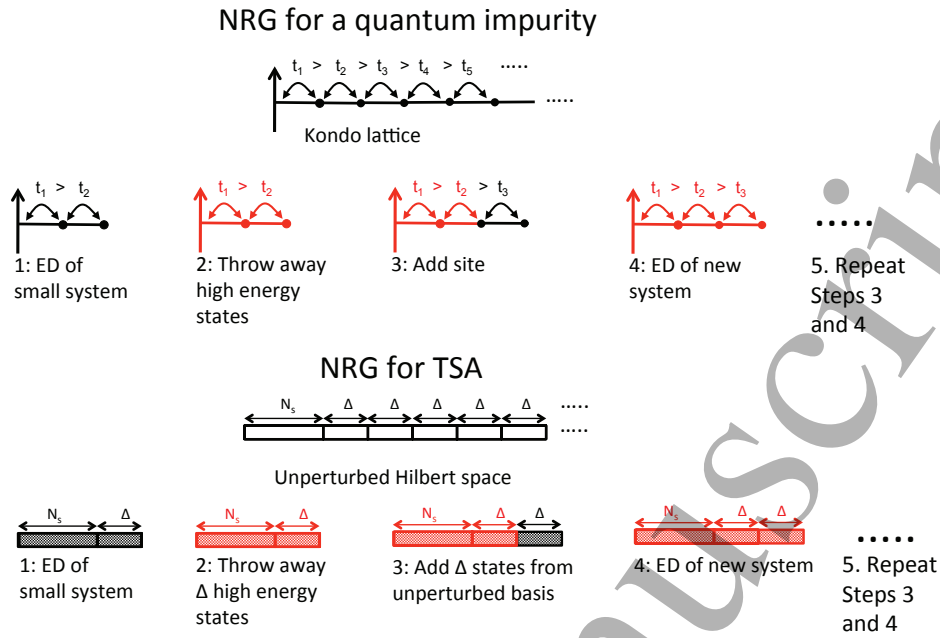 NRG for a quantum impurity
t₁ > t₂ > t₃ > t₄ > t₅ .....
.....
Kondo lattice
t₁ > t₂
t₁ > t₂
t₁ > t₂ > t₃
t₁ > t₂ > t₃
.....
1: ED of
small system
2: Throw away
high energy
states
3: Add site
4: ED of new
system
5. Repeat
Steps 3
and 4
NRG for TSA
Nₛ Δ Δ Δ Δ Δ .....
.....
Unperturbed Hilbert space
Nₛ Δ
Nₛ Δ
Nₛ Δ Δ
Nₛ Δ Δ
.....
1: ED of
small system
2: Throw away
Δ high energy
states
3: Add Δ states from
unperturbed basis
4: ED of new system
5. Repeat
Steps 3
and 4
uscrip